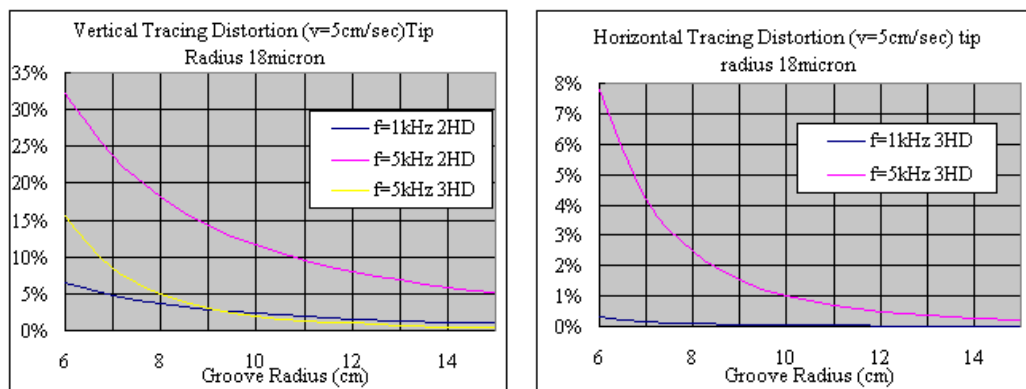 Vertical Tracing Distortion (v=5cm/sec)Tip
Radius 18micron
35%
30%
25%
20%
15%
10%
5%
0%
f=1kHz 2HD
f=5kHz 2HD
f=5kHz 3HD
6
8
10
12
14
Groove Radius (cm)
Horizontal Tracing Distortion (v=5cm/sec) tip
radius 18micron
8%
7%
6%
5%
4%
3%
2%
1%
0%
f=1kHz 3HD
f=5kHz 3HD
6
8
10
12
14
Groove Radius (cm)